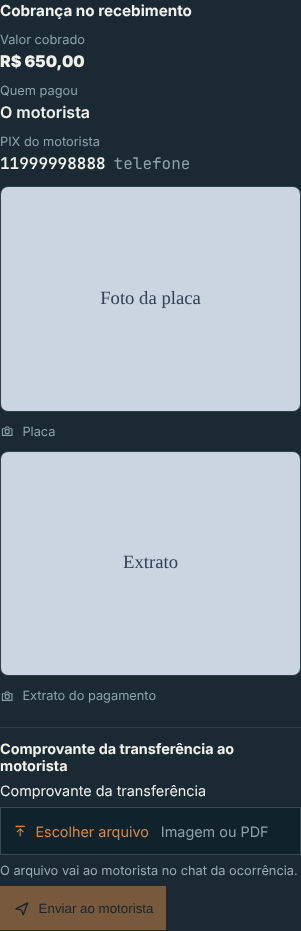 Cobrança no recebimento
Valor cobrado
R$ 650,00
Quem pagou
O motorista
PIX do motorista
11999998888 telefone
Foto da placa
Placa
Extrato
Extrato do pagamento
Comprovante da transferência ao
motorista
Comprovante da transferência
Escolher arquivo Imagem ou PDF
O arquivo vai ao motorista no chat da ocorrência.
Enviar ao motorista